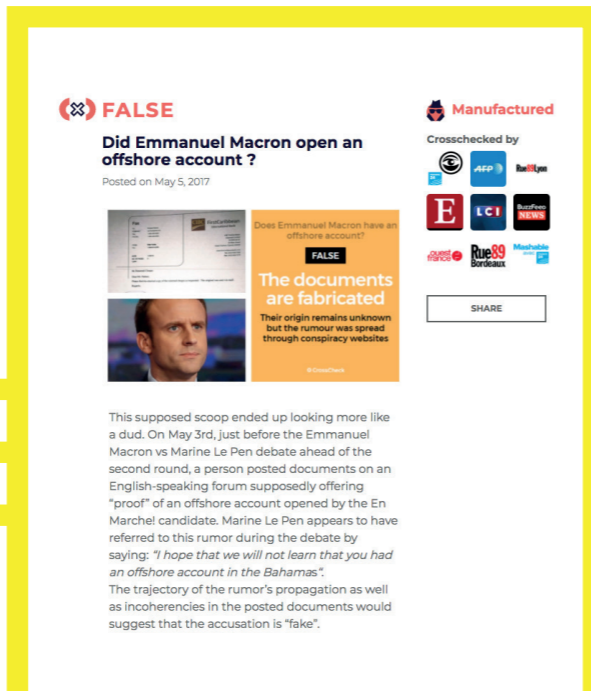 FALSE
Did Emmanuel Macron open an
offshore account ?
Posted on May 5, 2017
Does Emmanuel Macron have an
offshore account?
FALSE
The documents
are fabricated
Their origin remains unknown
but the rumour was spread
through conspiracy websites
This supposed scoop ended up looking more like
a dud. On May 3rd, just before the Emmanuel
Macron vs Marine Le Pen debate ahead of the
second round, a person posted documents on an
English-speaking forum supposedly offering
“proof” of an offshore account opened by the En
Marche! candidate. Marine Le Pen appears to have
referred to this rumor during the debate by
saying: “I hope that we will not learn that you had
an offshore account in the Bahamas“.
The trajectory of the rumor’s propagation as well
as incoherencies in the posted documents would
suggest that the accusation is “fake”.
Manufactured
Crosschecked by
AFP
Rue89Lyon
E
LCI
BuzzFeed
NEWS
ouest
france
Rue89
Bordeaux
Mashable
SHARE